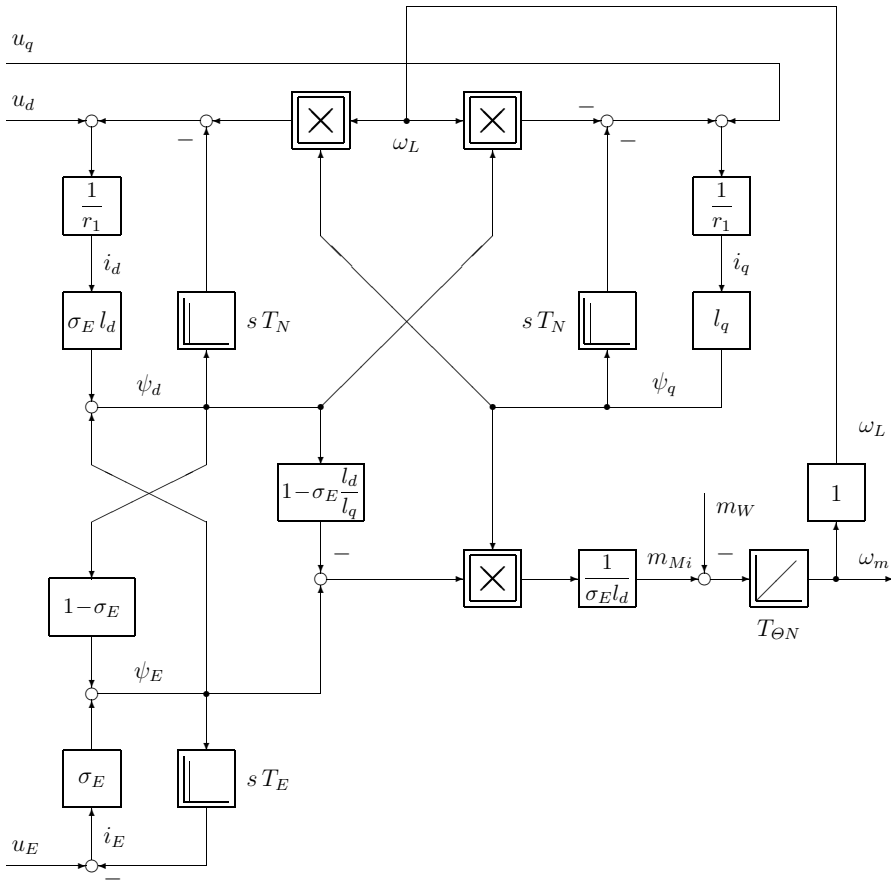 u_q
u_d
−
× ω_L ×
−
−
1/r_1
1/r_1
i_d
i_q
σ_E l_d
s T_N
s T_N
l_q
ψ_d
ψ_q
ω_L
1−σ_E l_d/l_q
1
m_W
−
×
1/(σ_E l_d)
m_Mi
−
ω_m
1−σ_E
T_ΘN
ψ_E
σ_E
s T_E
u_E
i_E
−